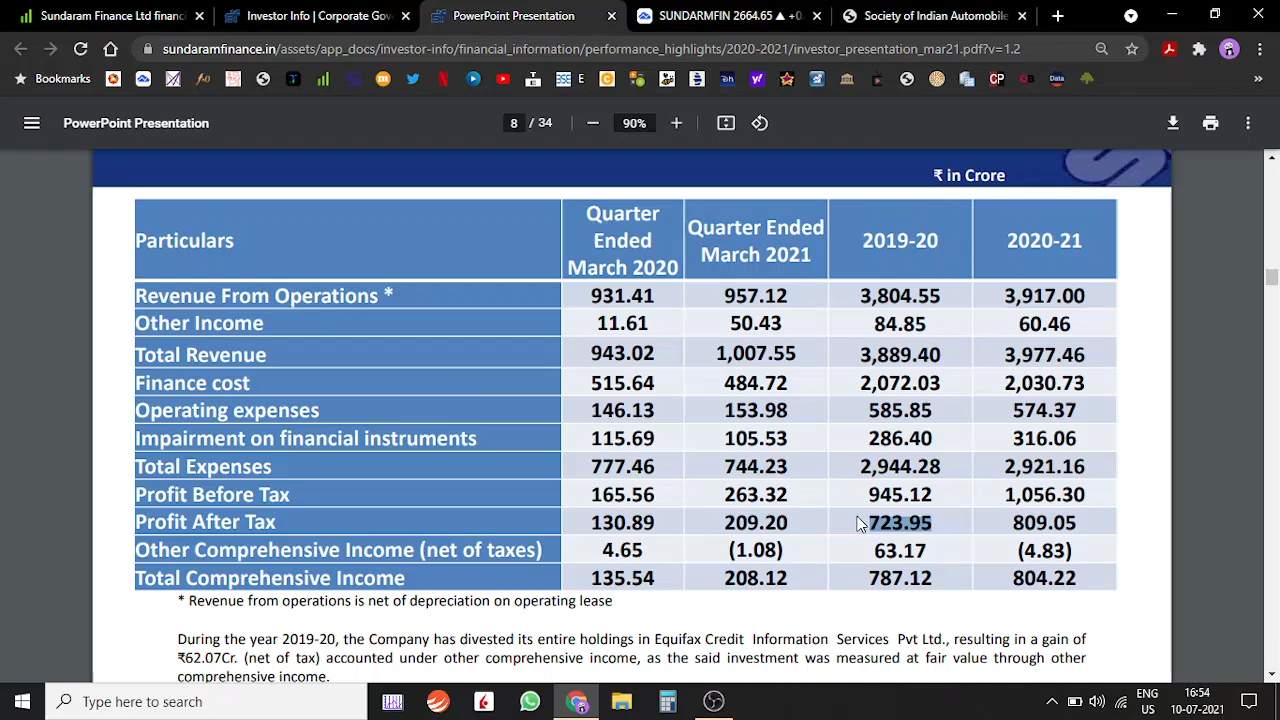 Sundaram Finance Ltd financi
Investor Info | Corporate Gov
PowerPoint Presentation
SUNDARMFIN 2664.65 ▲ +0.
Society of Indian Automobile
sundaramfinance.in/assets/app_docs/investor-info/financial_information/performance_highlights/2020-2021/investor_presentation_mar21.pdf?v=1.2
Bookmarks
E
Data
PowerPoint Presentation
8 / 34
90%
₹ in Crore
Particulars Quarter Ended March 2020 Quarter Ended March 2021 2019-20 2020-21
Revenue From Operations * 931.41 957.12 3,804.55 3,917.00
Other Income 11.61 50.43 84.85 60.46
Total Revenue 943.02 1,007.55 3,889.40 3,977.46
Finance cost 515.64 484.72 2,072.03 2,030.73
Operating expenses 146.13 153.98 585.85 574.37
Impairment on financial instruments 115.69 105.53 286.40 316.06
Total Expenses 777.46 744.23 2,944.28 2,921.16
Profit Before Tax 165.56 263.32 945.12 1,056.30
Profit After Tax 130.89 209.20 723.95 809.05
Other Comprehensive Income (net of taxes) 4.65 (1.08) 63.17 (4.83)
Total Comprehensive Income 135.54 208.12 787.12 804.22
* Revenue from operations is net of depreciation on operating lease
During the year 2019-20, the Company has divested its entire holdings in Equifax Credit Information Services Pvt Ltd., resulting in a gain of
₹62.07Cr. (net of tax) accounted under other comprehensive income, as the said investment was measured at fair value through other
comprehensive income.
Type here to search
ENG
US
16:54
10-07-2021